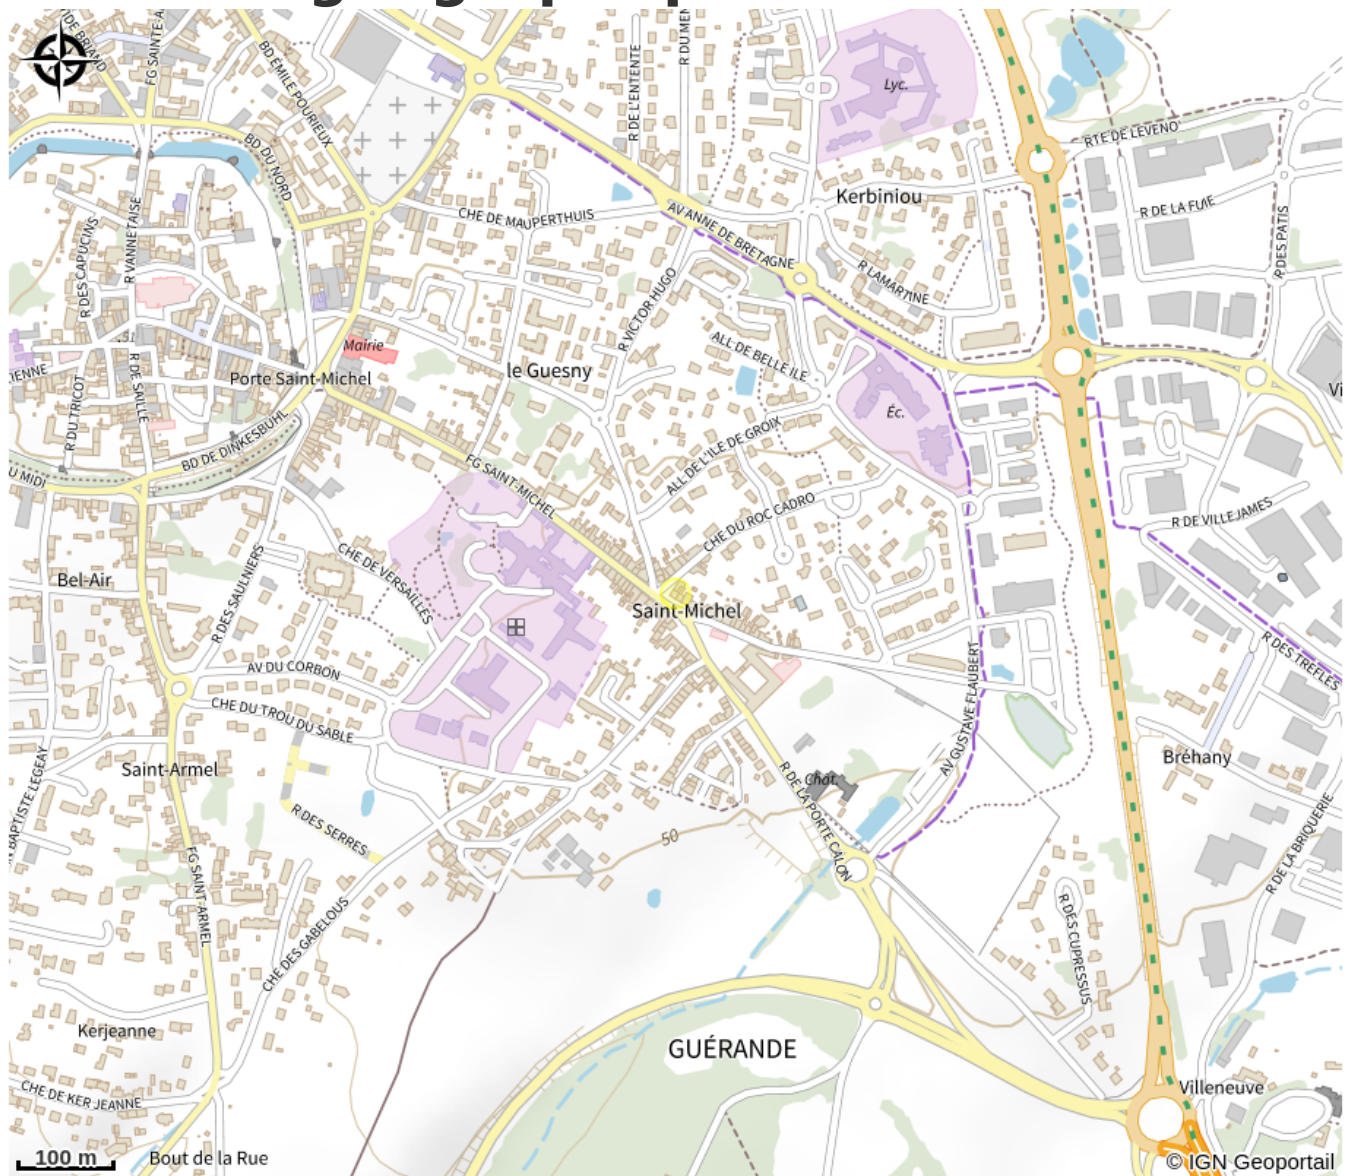 BD ÉMILE POURIEUX
R DE L'ENTENTE
Lyc.
RTE DE LEVENO
BD DU NORD
Kerbiniou
R DES CAPUCINS
R VANNETAISE
CHE DE MAUPERTHUIS
AV ANNE DE BRETAGNE
R DE LA FUIE
R DES PATIS
R LAMARTINE
R VICTOR HUGO
Mairie
ALL DE BELLE ILE
le Guesny
Porte Saint-Michel
R DU TRICOT
R DE SAILLE
Éc.
BD DE DINKESBUHL
ALL DE L'ILE DE GROIX
U MIDI
FG SAINT-MICHEL
CHE DU ROC CADRO
R DE VILLEJAMES
Bel-Air
R DES SAULNIERS
CHE DE VERSAILLES
Saint-Michel
AV DU CORBON
AV GUSTAVE FLAUBERT
R DES TREFLES
CHE DU TROU DU SABLE
Saint-Armel
Bréhany
Chât.
R DE LA PORTE CALON
N BAPTISTE LEGEAY
R DES SERRES
50
R DE LA BRIQUERIE
FG SAINT-ARMEL
CHE DES GABELOUS
R DES CUPRESSUS
Kerjeanne
GUÉRANDE
CHE DE KER JEANNE
Villeneuve
100 m
Bout de la Rue
© IGN Geoportail